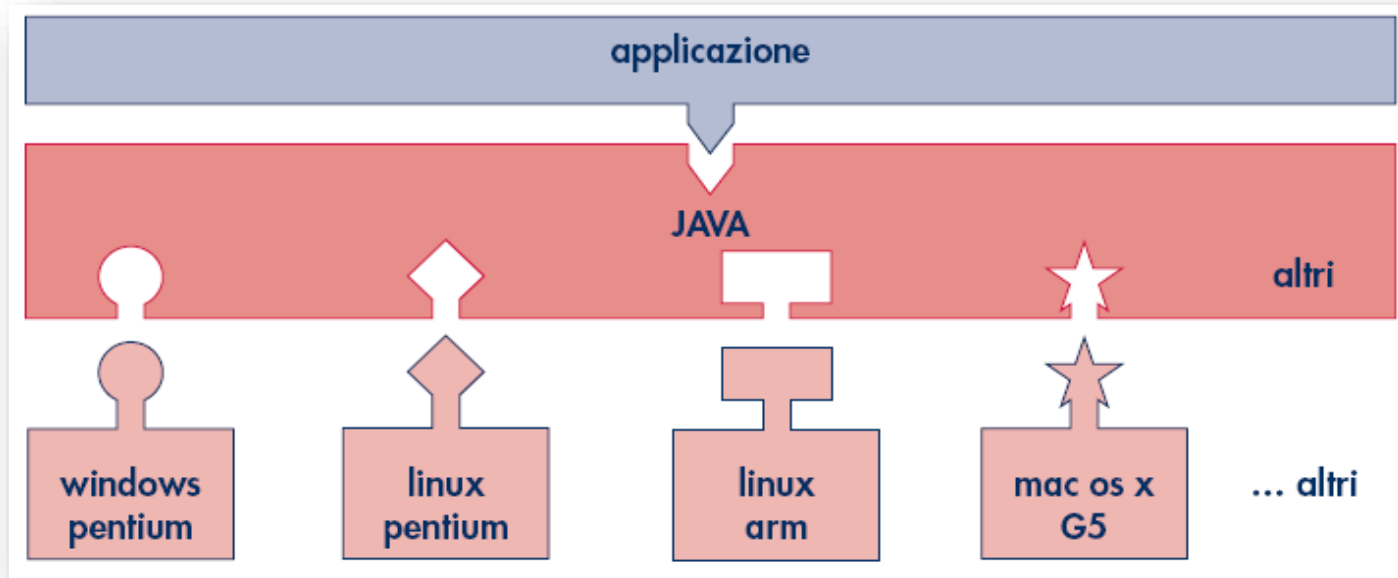 applicazione
JAVA
altri
windows
pentium
linux
pentium
linux
arm
mac os x
G5
... altri